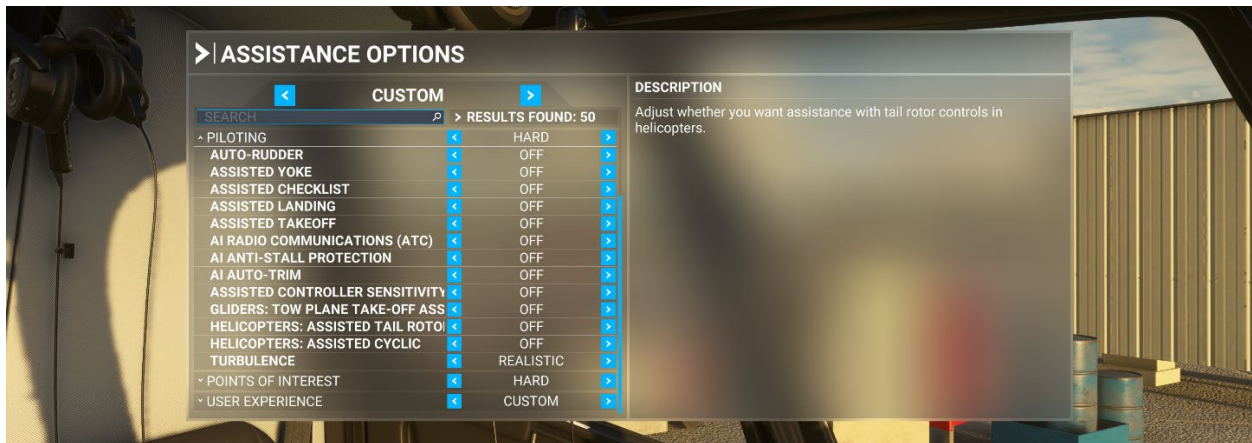 ASSISTANCE OPTIONS
CUSTOM
SEARCH
> RESULTS FOUND: 50
PILOTING HARD
AUTO-RUDDER OFF
ASSISTED YOKE OFF
ASSISTED CHECKLIST OFF
ASSISTED LANDING OFF
ASSISTED TAKEOFF OFF
AI RADIO COMMUNICATIONS (ATC) OFF
AI ANTI-STALL PROTECTION OFF
AI AUTO-TRIM OFF
ASSISTED CONTROLLER SENSITIVITY OFF
GLIDERS: TOW PLANE TAKE-OFF ASS OFF
HELICOPTERS: ASSISTED TAIL ROTO OFF
HELICOPTERS: ASSISTED CYCLIC OFF
TURBULENCE REALISTIC
POINTS OF INTEREST HARD
USER EXPERIENCE CUSTOM
DESCRIPTION
Adjust whether you want assistance with tail rotor controls in
helicopters.